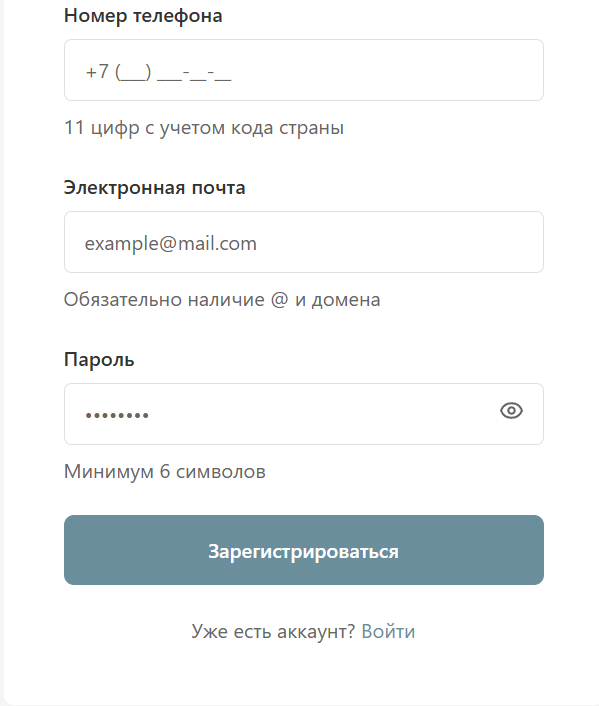 Номер телефона
+7 (___) ___-__-__
11 цифр с учетом кода страны
Электронная почта
example@mail.com
Обязательно наличие @ и домена
Пароль
••••••••
Минимум 6 символов
Зарегистрироваться
Уже есть аккаунт? Войти